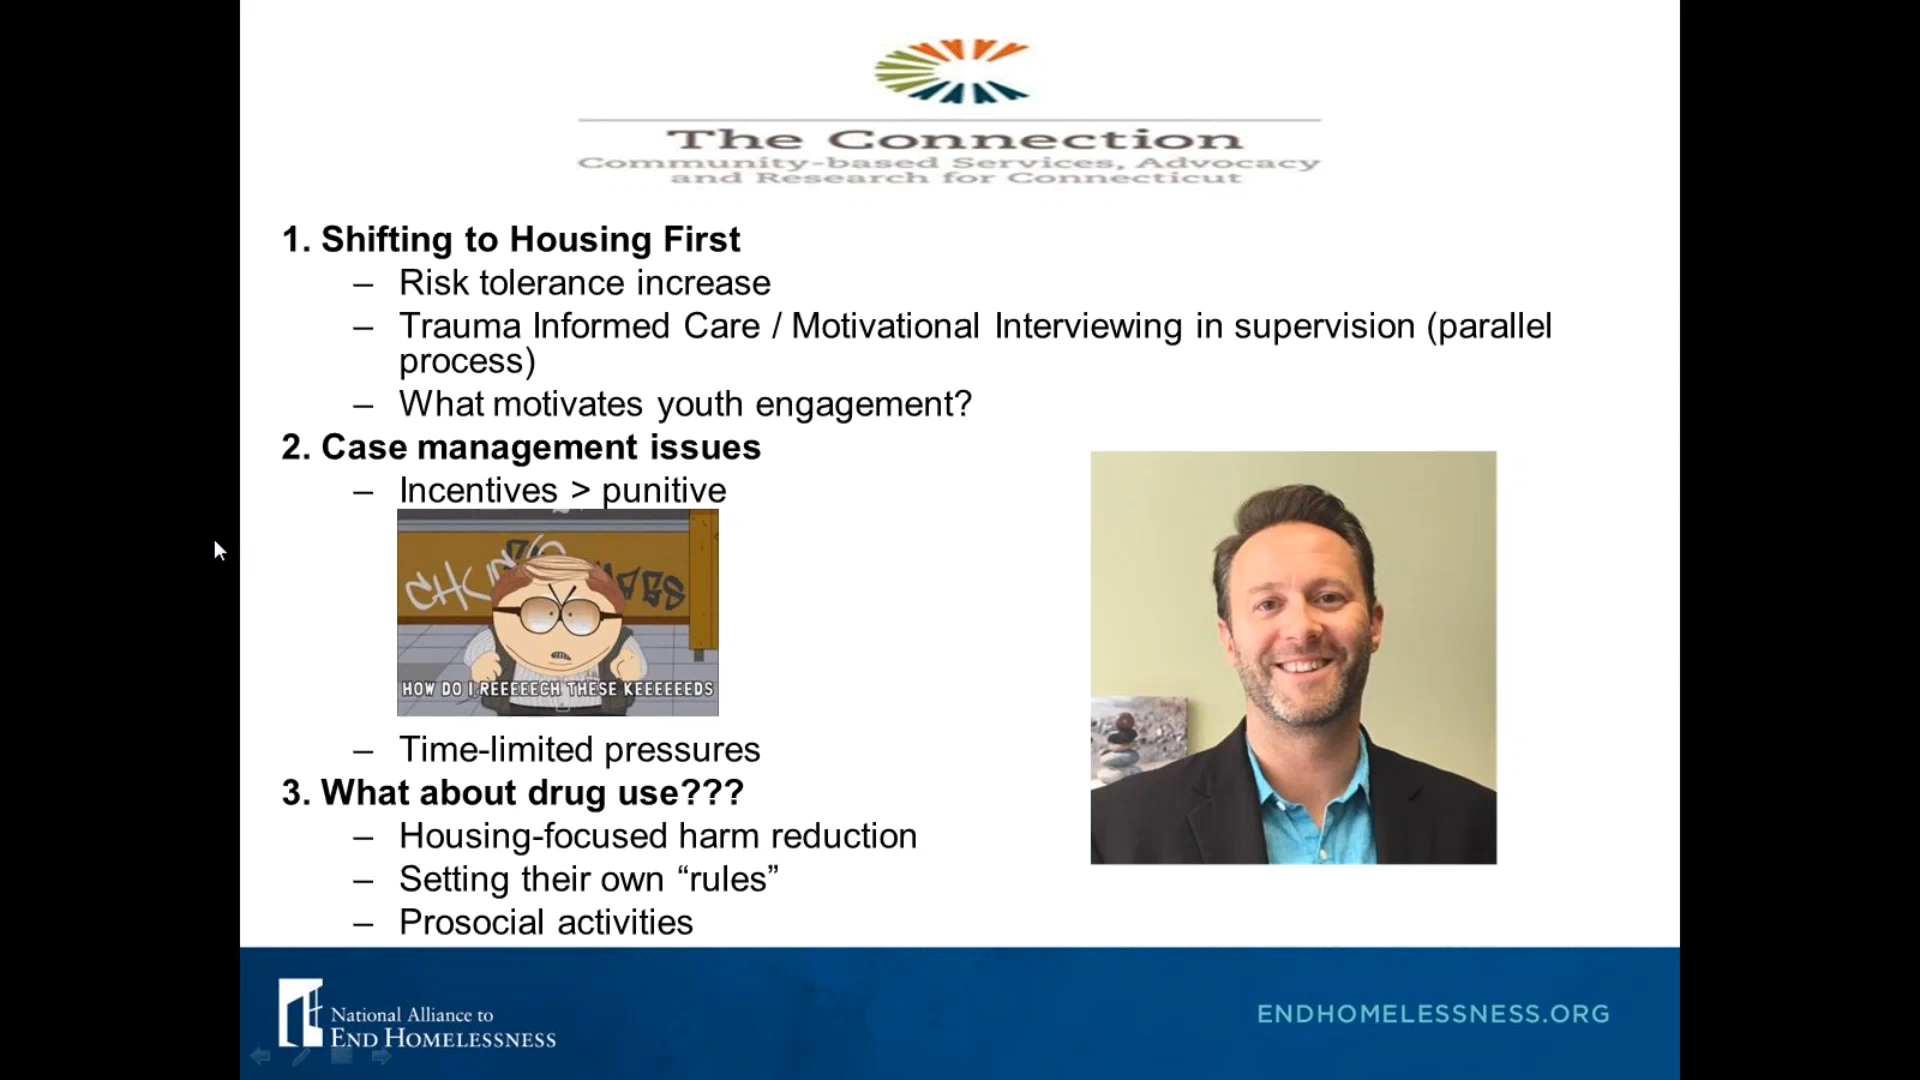 The Connection
Community-based Services, Advocacy
and Research for Connecticut
1. Shifting to Housing First
– Risk tolerance increase
– Trauma Informed Care / Motivational Interviewing in supervision (parallel
process)
– What motivates youth engagement?
2. Case management issues
– Incentives > punitive
HOW DO I REEEEECH THESE KEEEEEEDS
– Time-limited pressures
3. What about drug use???
– Housing-focused harm reduction
– Setting their own “rules”
– Prosocial activities
National Alliance to
END HOMELESSNESS
ENDHOMELESSNESS.ORG